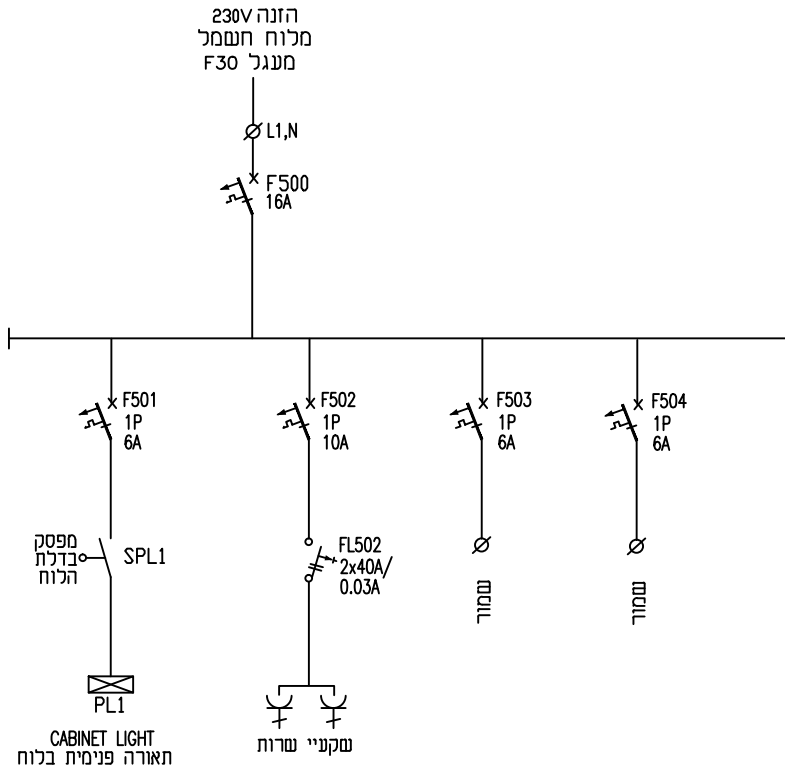 הזנה 230V
מלוח חשמל
מעגל F30
L1,N
F500
16A
F501
1P
6A
F502
1P
10A
F503
1P
6A
F504
1P
6A
מפסק
בדלת
הלוח
SPL1
FL502
2x40A/
0.03A
שמור
שמור
PL1
CABINET LIGHT
תאורה פנימית בלוח
שקעיי שרות